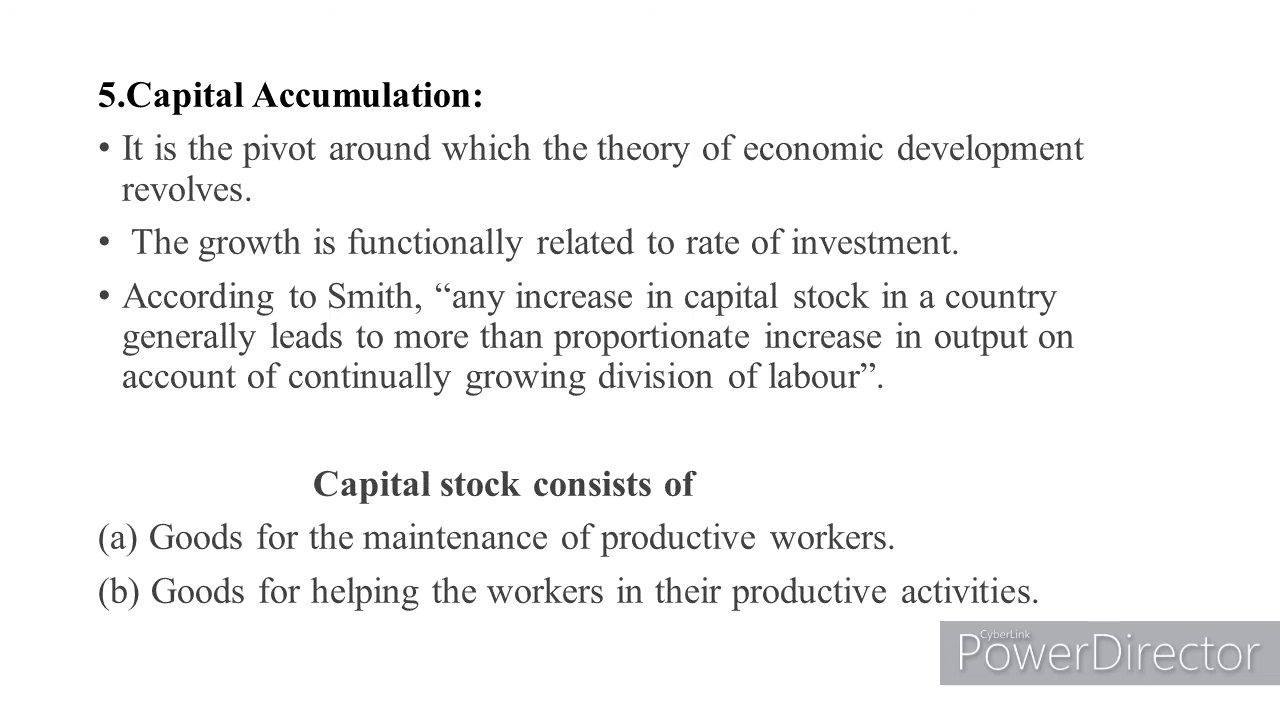 5.Capital Accumulation:
• It is the pivot around which the theory of economic development
revolves.
• The growth is functionally related to rate of investment.
• According to Smith, “any increase in capital stock in a country
generally leads to more than proportionate increase in output on
account of continually growing division of labour”.
Capital stock consists of
(a) Goods for the maintenance of productive workers.
(b) Goods for helping the workers in their productive activities.
CyberLink
PowerDirector